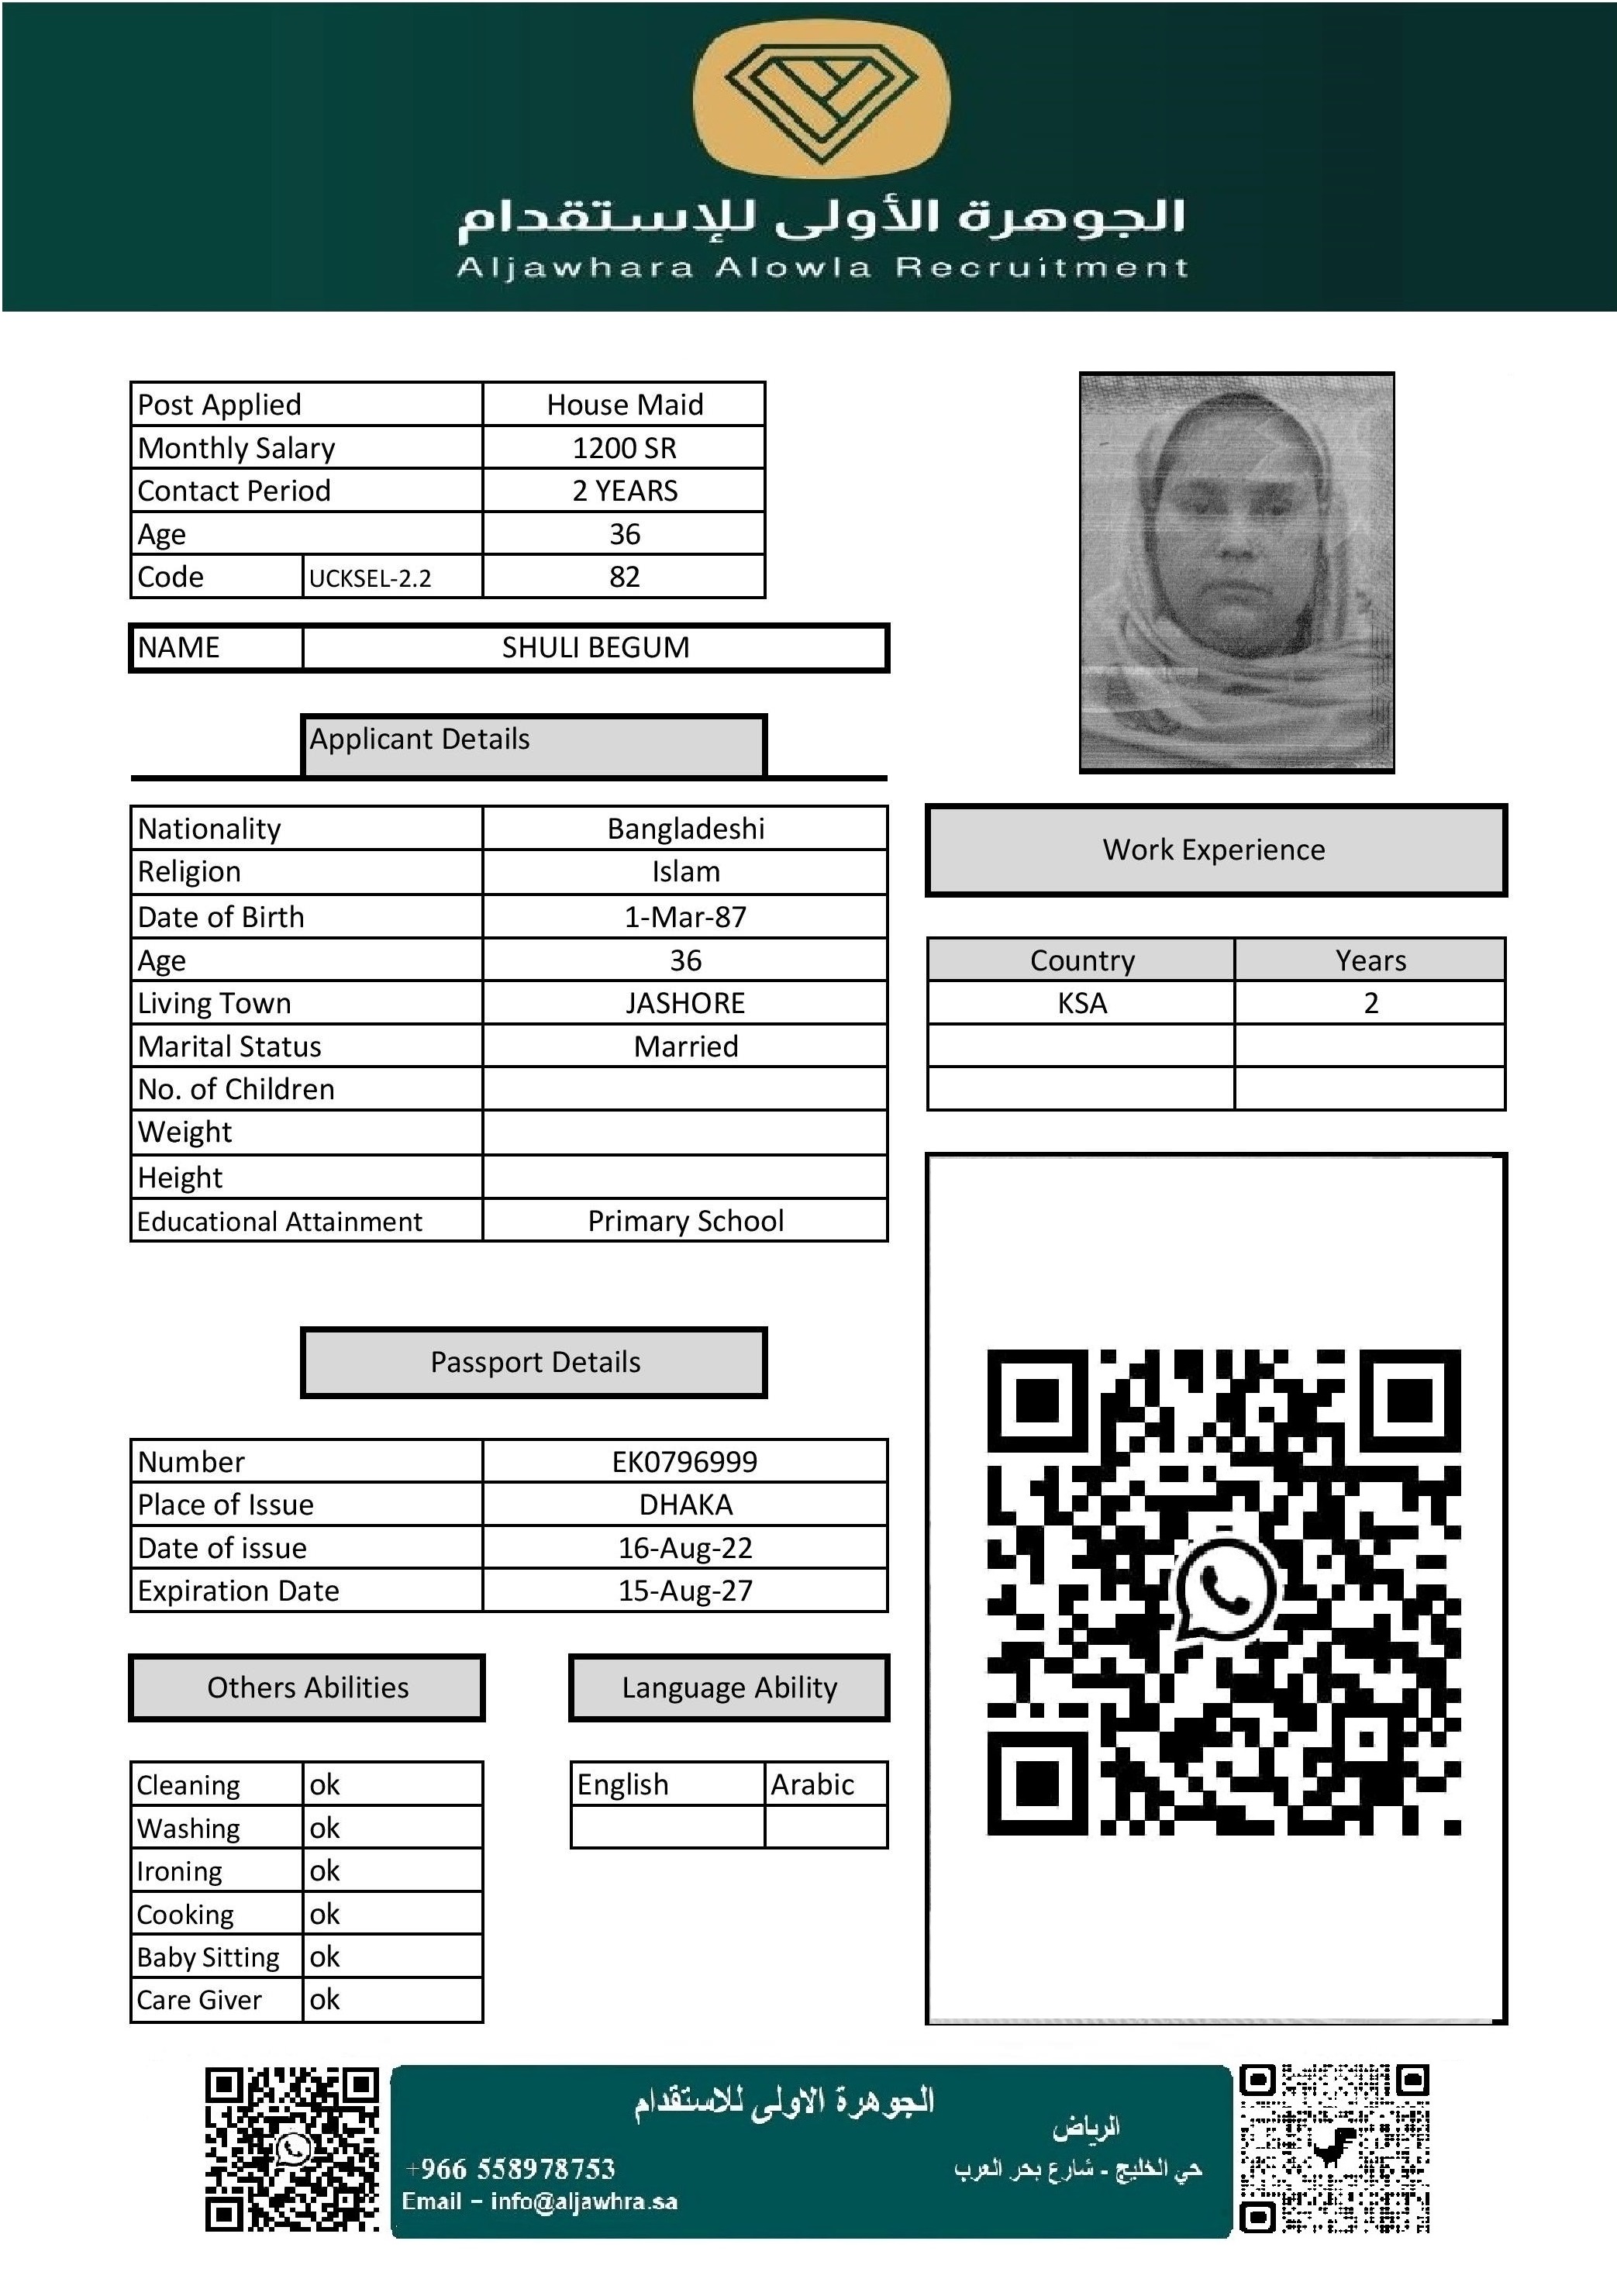 الجوهرة الأولى للإستقدام
Aljawhara Alowla Recruitment
Post Applied House Maid
Monthly Salary 1200 SR
Contact Period 2 YEARS
Age 36
Code UCKSEL-2.2 82
NAME SHULI BEGUM
Applicant Details
Nationality Bangladeshi
Religion Islam
Date of Birth 1-Mar-87
Age 36
Living Town JASHORE
Marital Status Married
No. of Children
Weight
Height
Educational Attainment Primary School
Work Experience
Country Years
KSA 2
Passport Details
Number EK0796999
Place of Issue DHAKA
Date of issue 16-Aug-22
Expiration Date 15-Aug-27
Others Abilities
Cleaning ok
Washing ok
Ironing ok
Cooking ok
Baby Sitting ok
Care Giver ok
Language Ability
English Arabic
الجوهرة الاولى للاستقدام
الرياض
حي الخليج - شارع بحر العرب
+966 558978753
Email – info@aljawhra.sa